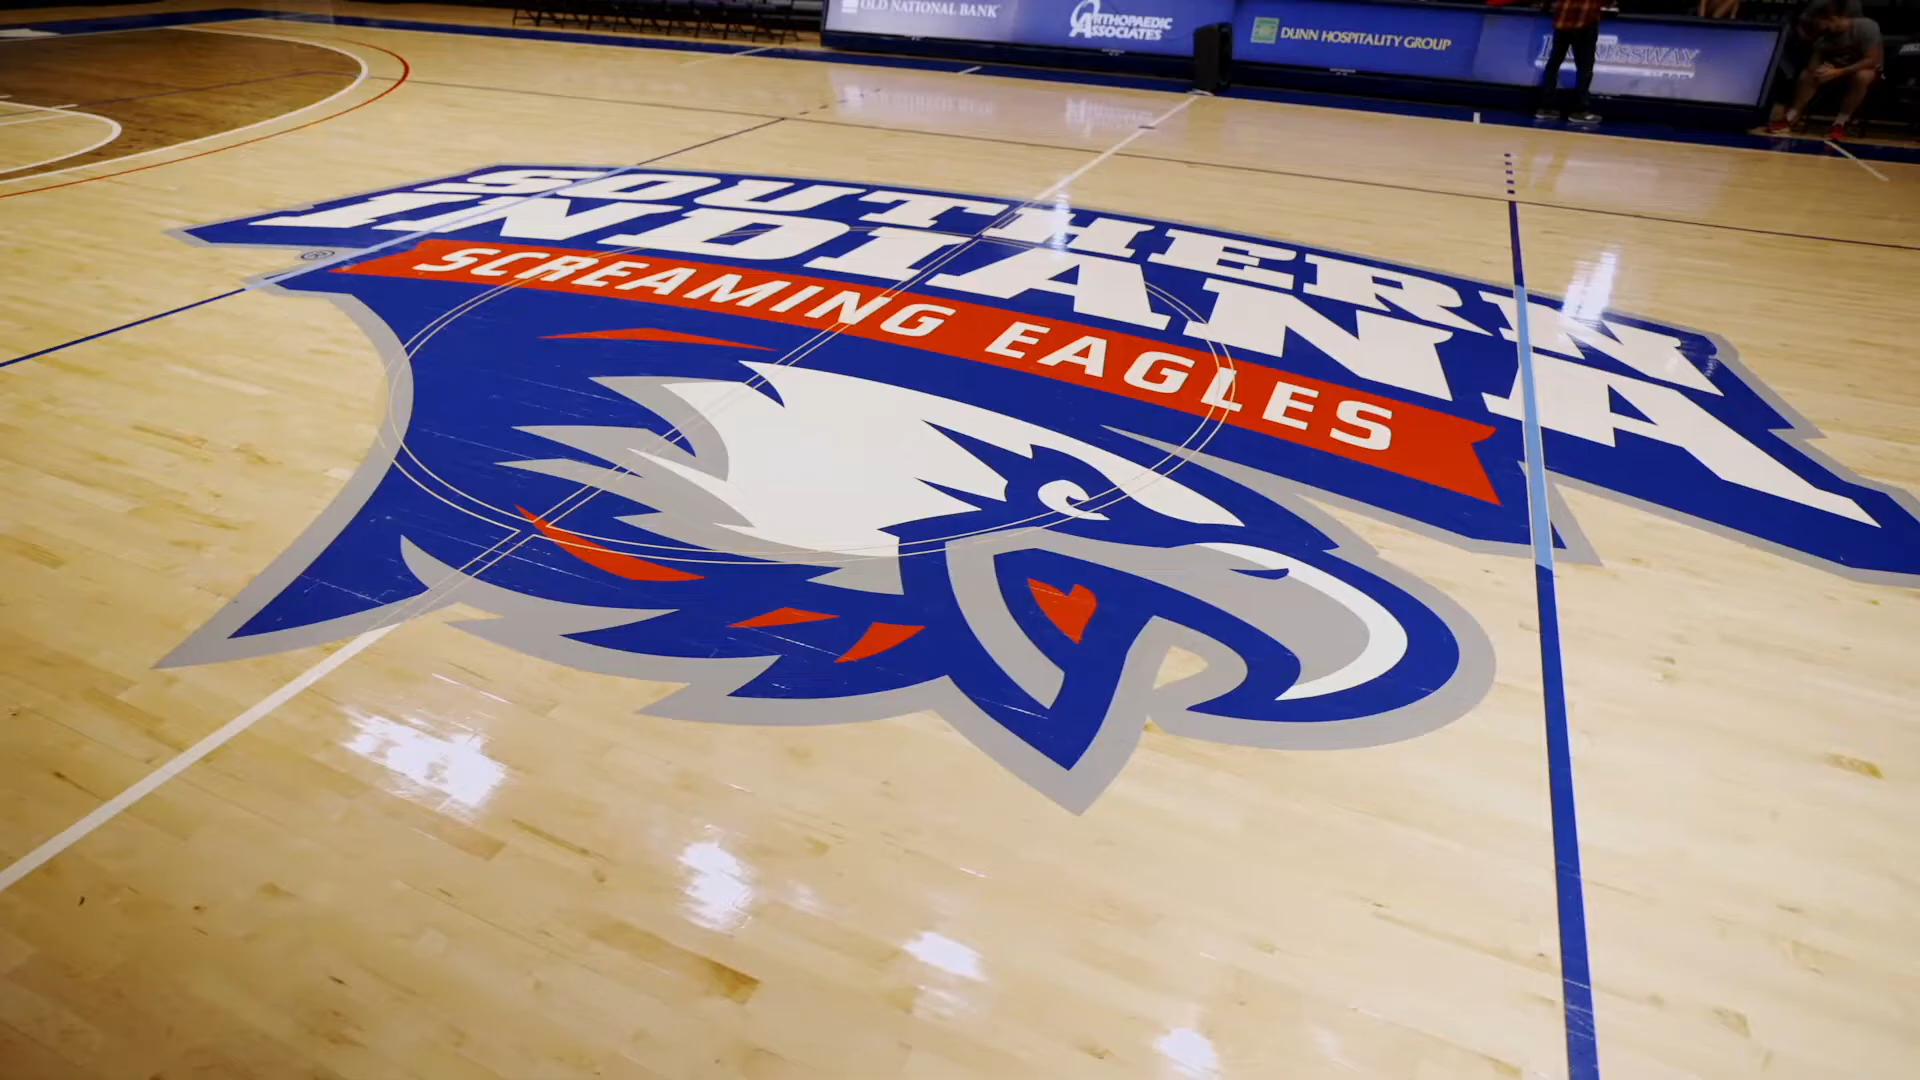 OLD NATIONAL BANK
ORTHOPAEDIC
ASSOCIATES
DUNN HOSPITALITY GROUP
SOUTHERN
INDIANA
®
SCREAMING EAGLES